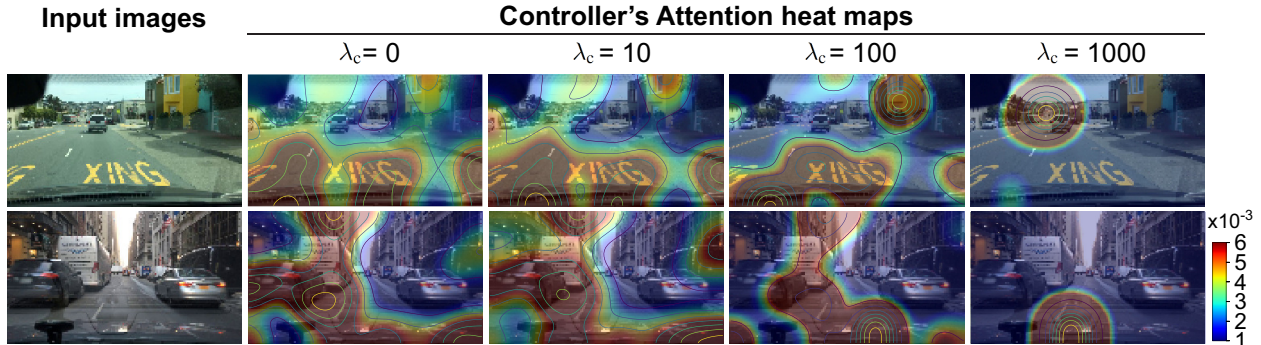 Input images
Controller's Attention heat maps
λc = 0
λc = 10
λc = 100
λc = 1000
XING
XING
XING
XING
XING
x10⁻³
6
5
4
3
2
1